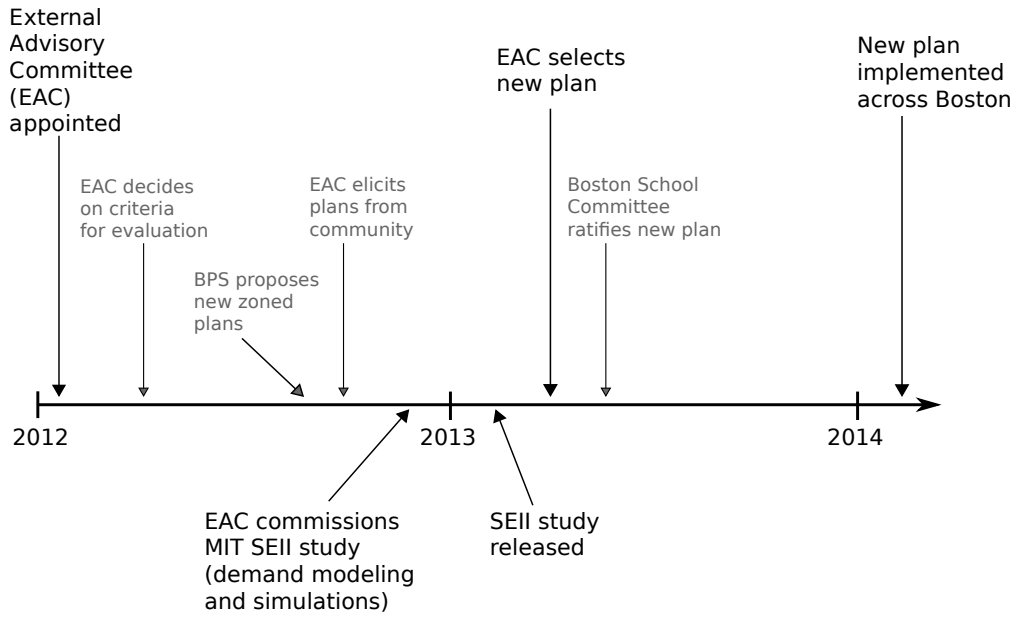 External
Advisory
Committee
(EAC)
appointed
EAC decides
on criteria
for evaluation
BPS proposes
new zoned
plans
EAC elicits
plans from
community
EAC selects
new plan
Boston School
Committee
ratifies new plan
New plan
implemented
across Boston
2012
2013
2014
EAC commissions
MIT SEII study
(demand modeling
and simulations)
SEII study
released